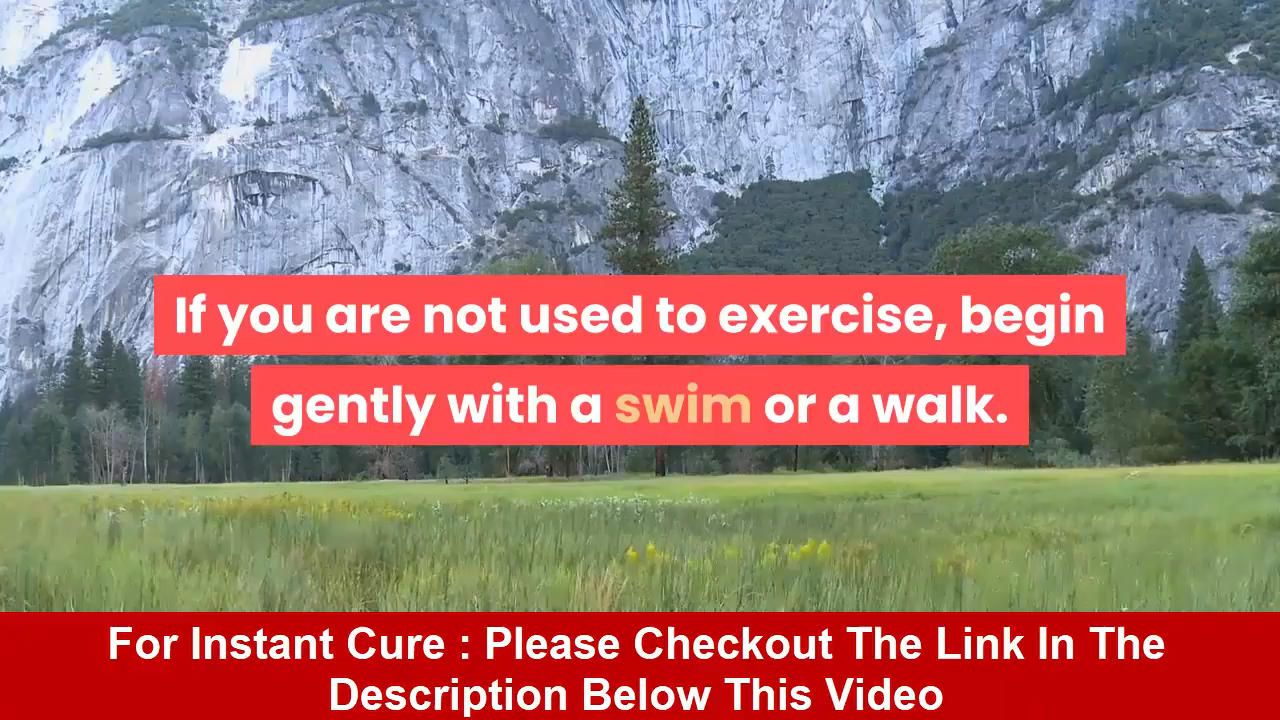 If you are not used to exercise, begin
gently with a swim or a walk.
For Instant Cure : Please Checkout The Link In The
Description Below This Video